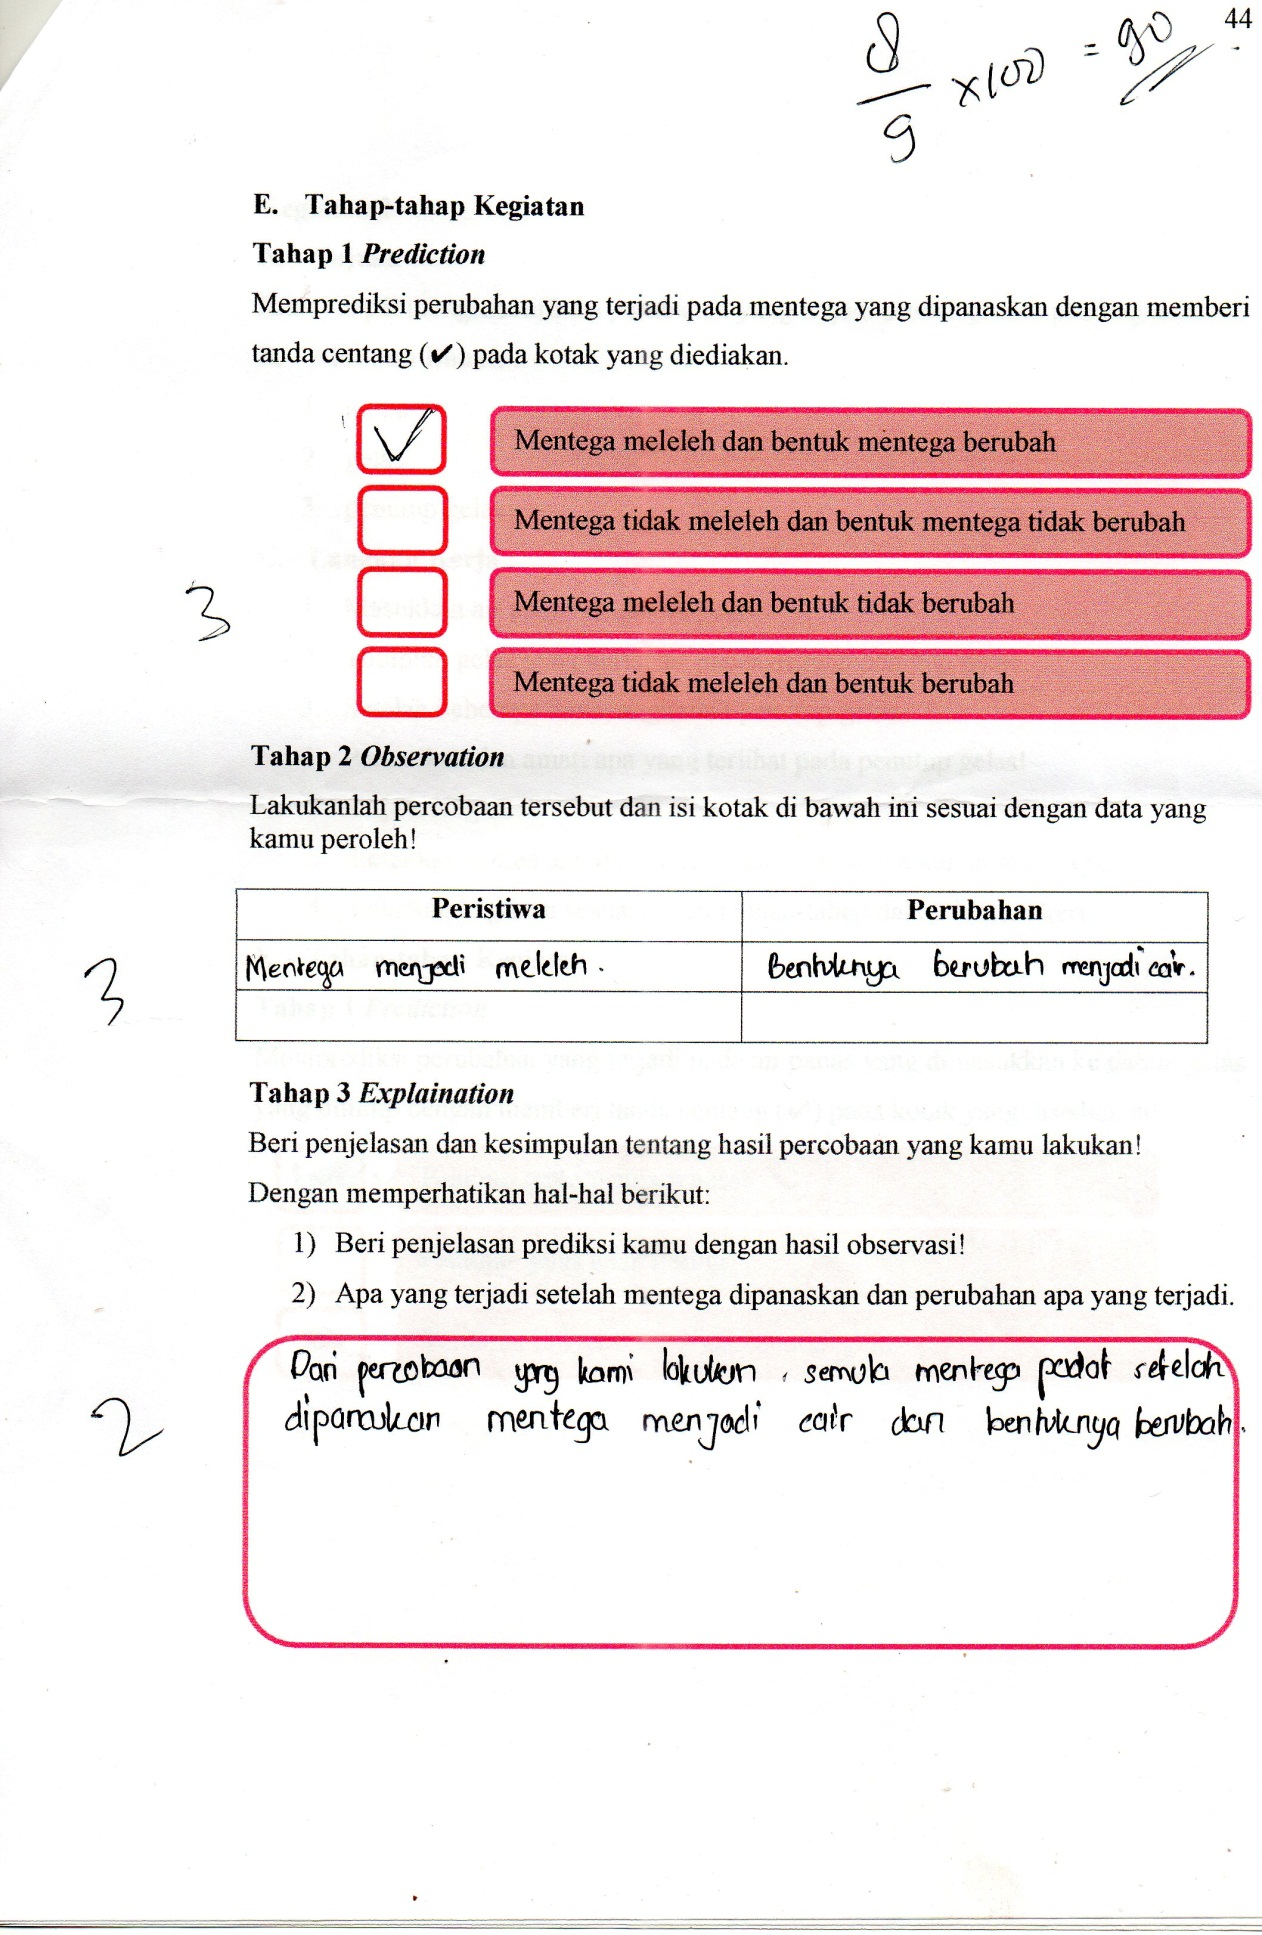 44
8/9 x100 = 90
E. Tahap-tahap Kegiatan
Tahap 1 Prediction
Memprediksi perubahan yang terjadi pada mentega yang dipanaskan dengan memberi
tanda centang (✔) pada kotak yang diediakan.
✓ Mentega meleleh dan bentuk mentega berubah
Mentega tidak meleleh dan bentuk mentega tidak berubah
3
Mentega meleleh dan bentuk tidak berubah
Mentega tidak meleleh dan bentuk berubah
Tahap 2 Observation
Lakukanlah percobaan tersebut dan isi kotak di bawah ini sesuai dengan data yang
kamu peroleh!
Peristiwa Perubahan
3
Mentega menjadi meleleh. Bentuknya berubah menjadi cair.
Tahap 3 Explaination
Beri penjelasan dan kesimpulan tentang hasil percobaan yang kamu lakukan!
Dengan memperhatikan hal-hal berikut:
1) Beri penjelasan prediksi kamu dengan hasil observasi!
2) Apa yang terjadi setelah mentega dipanaskan dan perubahan apa yang terjadi.
Dari percobaan yang kami lakukan, semula mentega padat setelah
2
dipanaskan mentega menjadi cair dan bentuknya berubah.